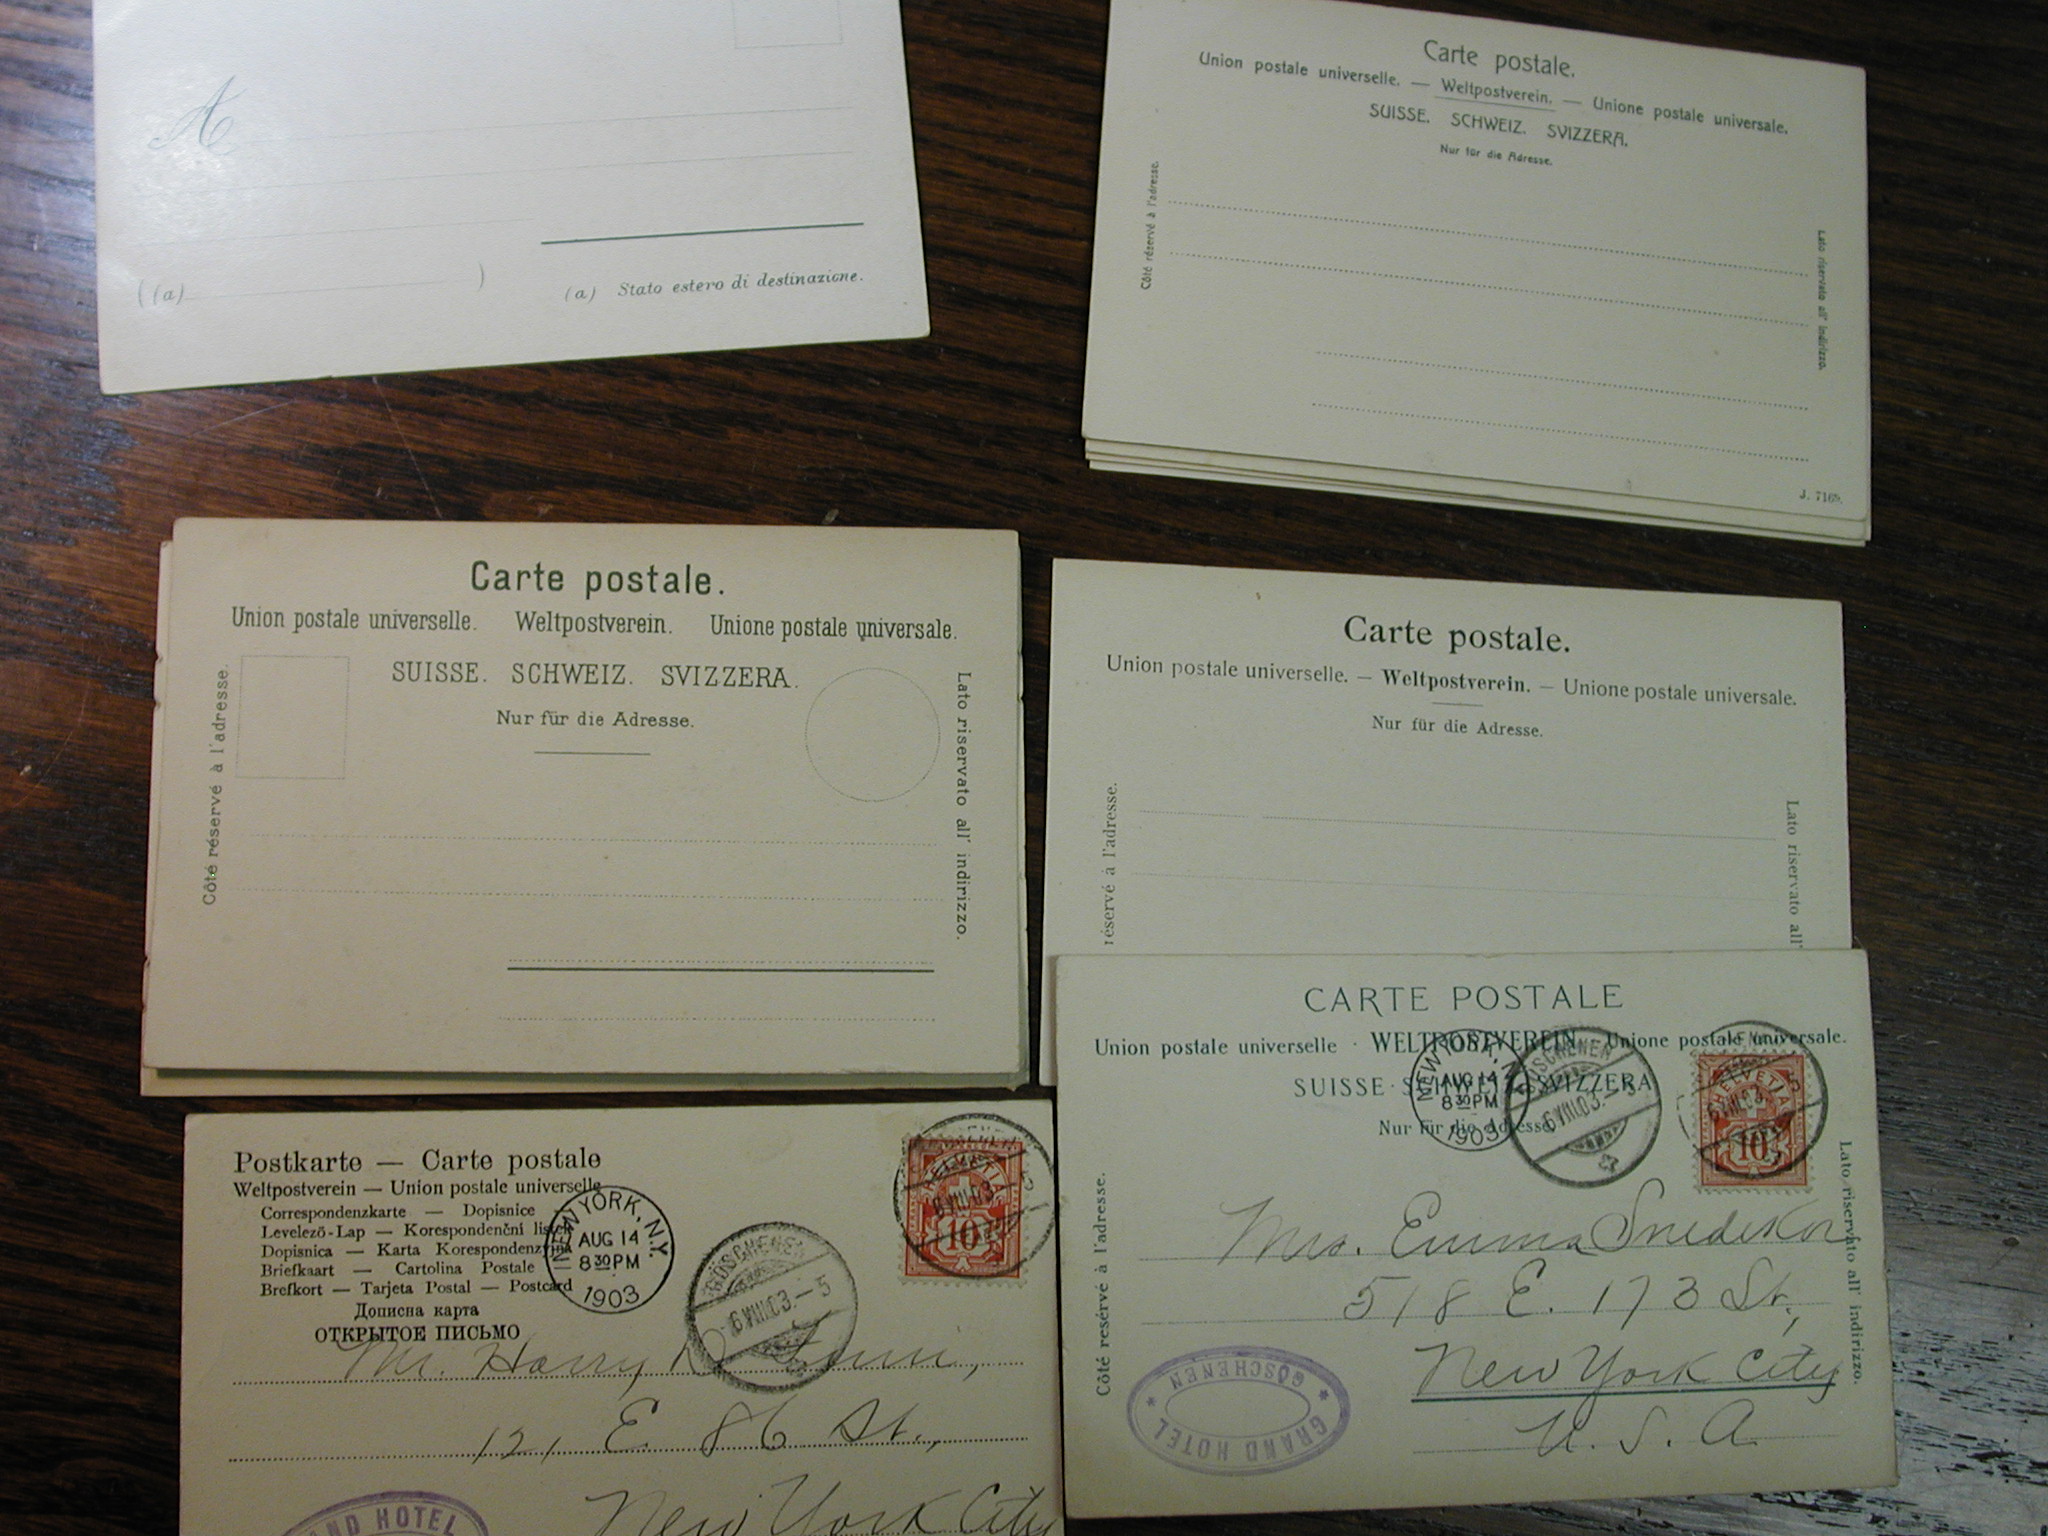 A
((a) )
(a) Stato estero di destinazione.
Carte postale.
Union postale universelle. — Weltpostverein. — Unione postale universale.
SUISSE. SCHWEIZ. SVIZZERA.
Nur für die Adresse.
Côté réservé à l'adresse.
Lato riservato all' indirizzo.
J. 7169.
Carte postale.
Union postale universelle. Weltpostverein. Unione postale universale.
SUISSE. SCHWEIZ. SVIZZERA.
Nur für die Adresse.
Côté réservé à l'adresse.
Lato riservato all' indirizzo.
Carte postale.
Union postale universelle. — Weltpostverein. — Unione postale universale.
Nur für die Adresse.
réservé à l'adresse.
Lato riservato all'
Postkarte — Carte postale
Weltpostverein — Union postale universelle
Correspondenzkarte — Dopisnice
Levelező-Lap — Korespondenční lístek
Dopisnica — Karta Korespondenzyjna
Briefkaart — Cartolina Postale
Brefkort — Tarjeta Postal — Postcard
Дописна карта
ОТКРЫТОЕ ПИСЬМО
NEW YORK, N.Y.
AUG 14
8 30 PM
1903
GÖSCHENEN
6 VIII 03. – 5
HELVETIA
10
Mr. Harry
121 E. 86 St.,
New York City
GRAND HOTEL
CARTE POSTALE
Union postale universelle · WELTPOSTVEREIN · Unione postale universale.
SUISSE · SCHWEIZ · SVIZZERA
Nur für die Adresse
NEW YORK, N.Y.
AUG 14
8 30 PM
1903
GÖSCHENEN
6 VIII 03. – 5
HELVETIA
10
Côté resérvé à l'adresse.
Lato riservato all' indirizzo.
Mrs. Emma Snedekor
518 E. 173 St.,
New York City
U. S. A.
GRAND HOTEL
* GÖSCHENEN *